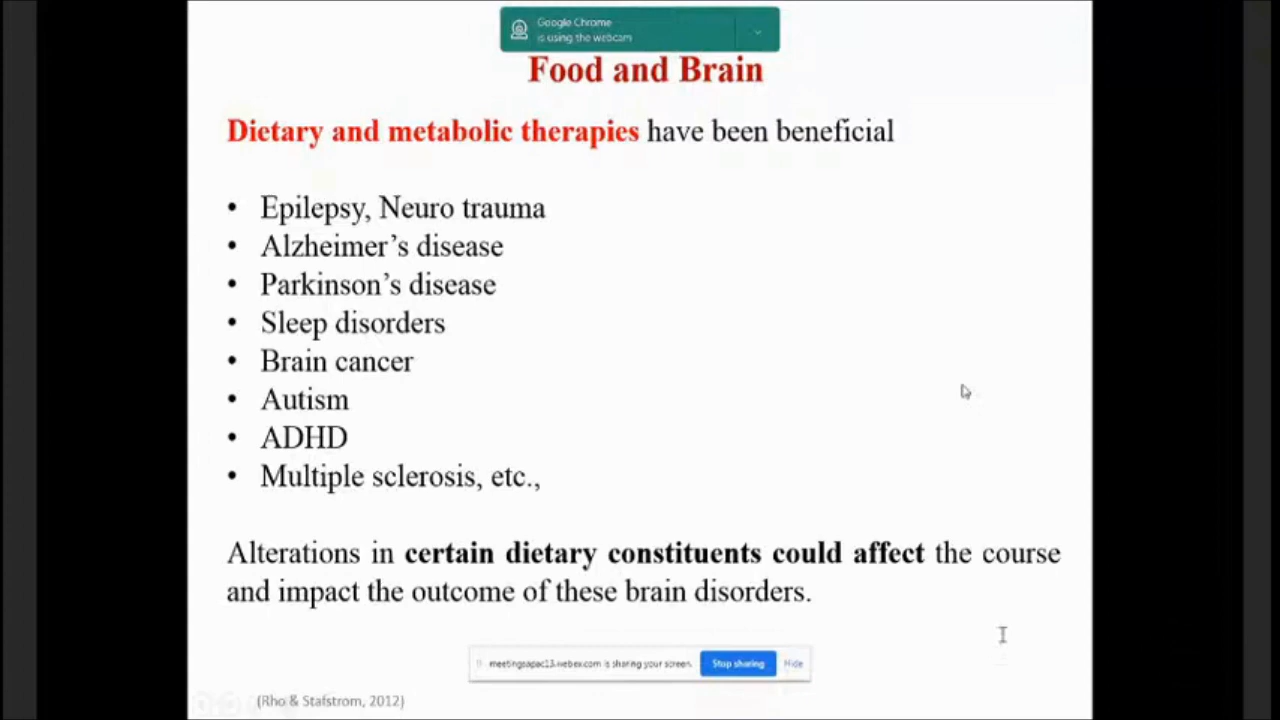 Google Chrome
is using the webcam
Food and Brain
Dietary and metabolic therapies have been beneficial
• Epilepsy, Neuro trauma
• Alzheimer’s disease
• Parkinson’s disease
• Sleep disorders
• Brain cancer
• Autism
• ADHD
• Multiple sclerosis, etc.,
Alterations in certain dietary constituents could affect the course
and impact the outcome of these brain disorders.
meetingsapac13.webex.com is sharing your screen. Stop sharing Hide
(Rho & Stafstrom, 2012)